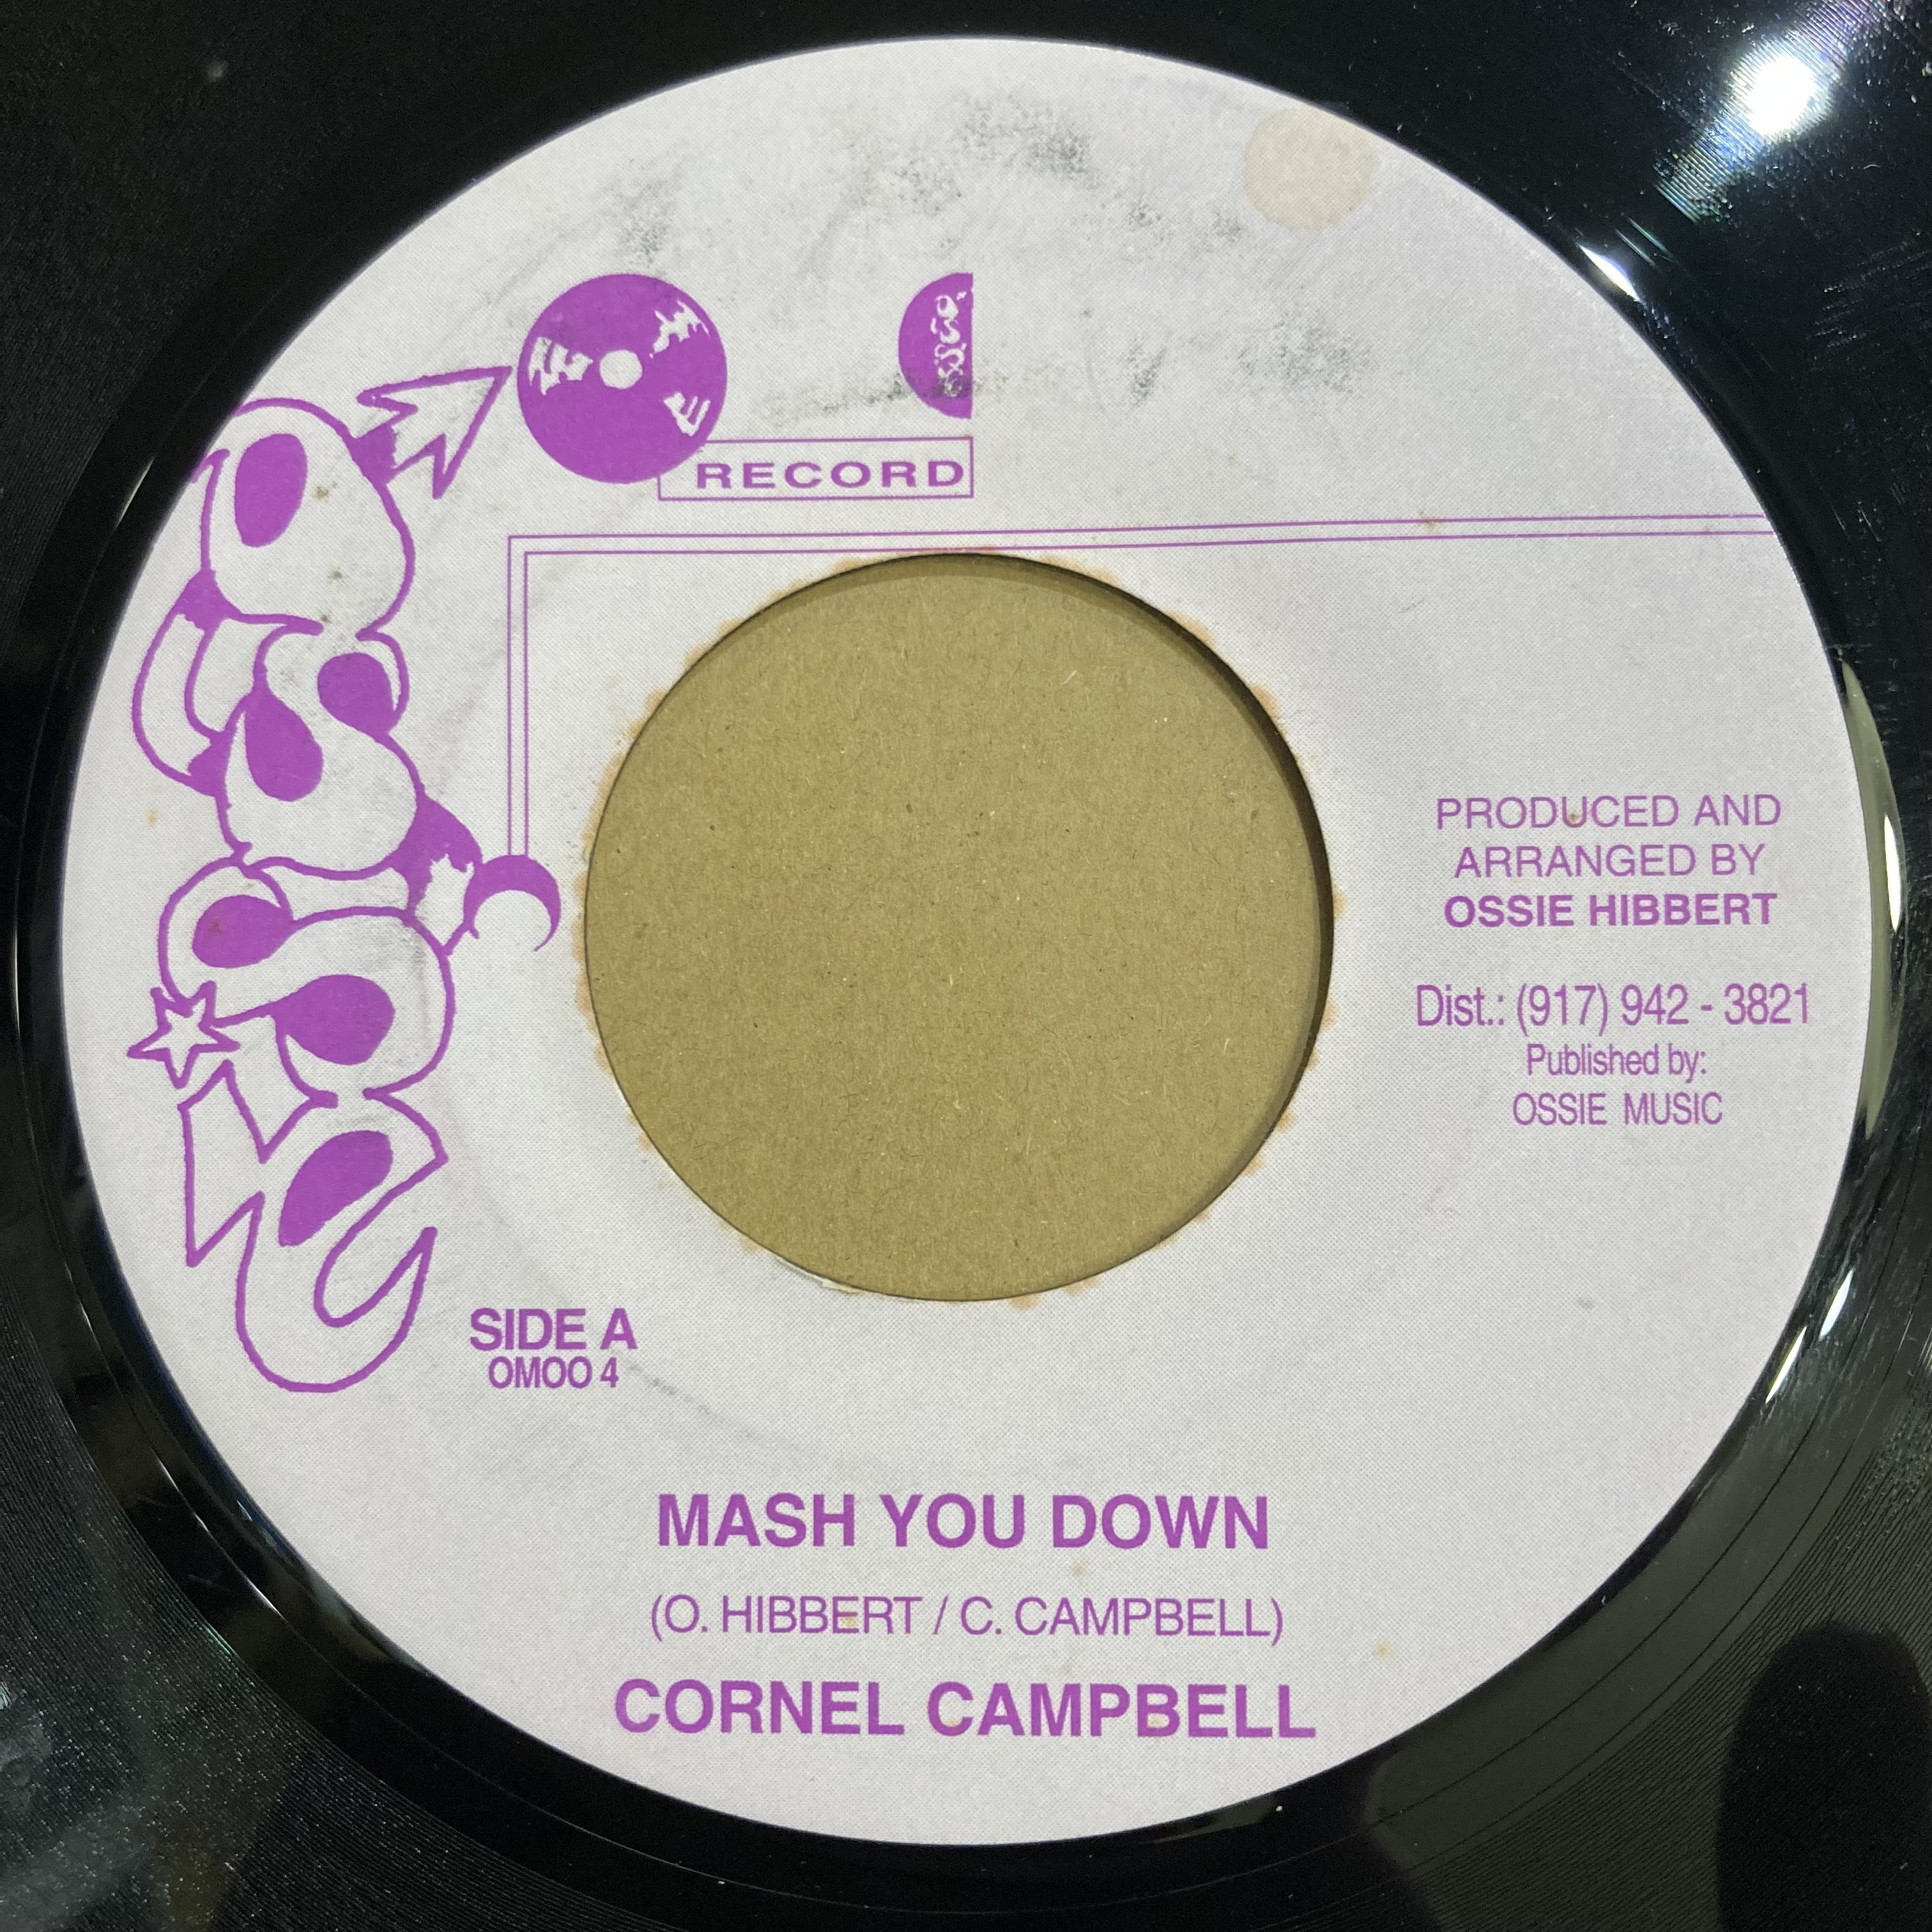 RECORD
PRODUCED AND
ARRANGED BY
OSSIE HIBBERT
Dist.: (917) 942 - 3821
Published by:
OSSIE MUSIC
SIDE A
OMOO 4
MASH YOU DOWN
(O. HIBBERT / C. CAMPBELL)
CORNEL CAMPBELL